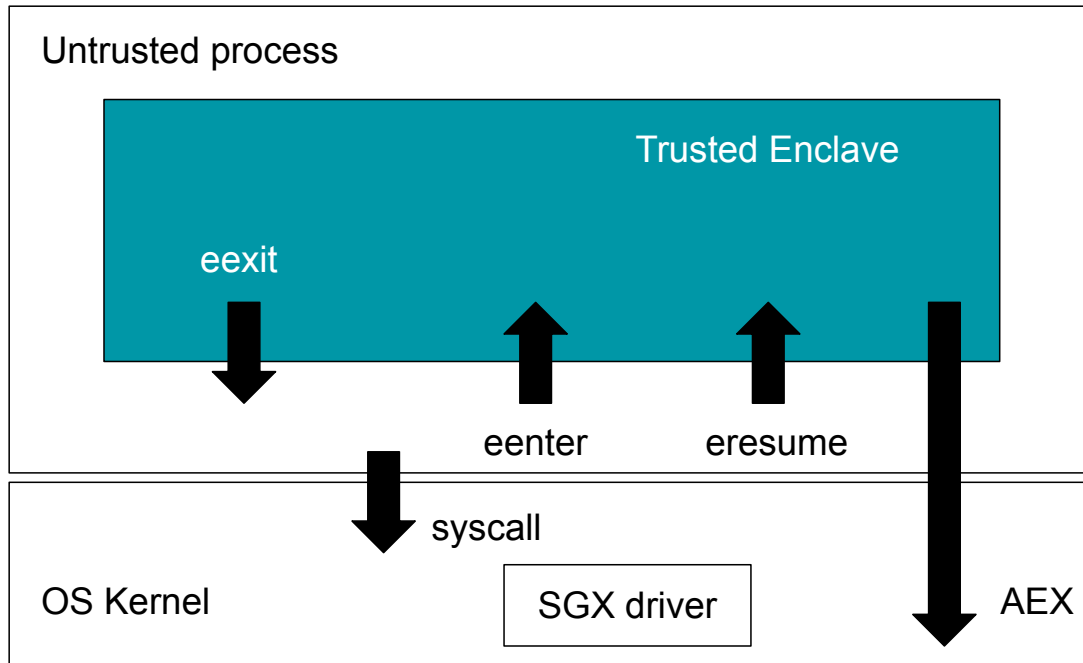 Untrusted process
Trusted Enclave
eexit
eenter
eresume
syscall
OS Kernel
SGX driver
AEX